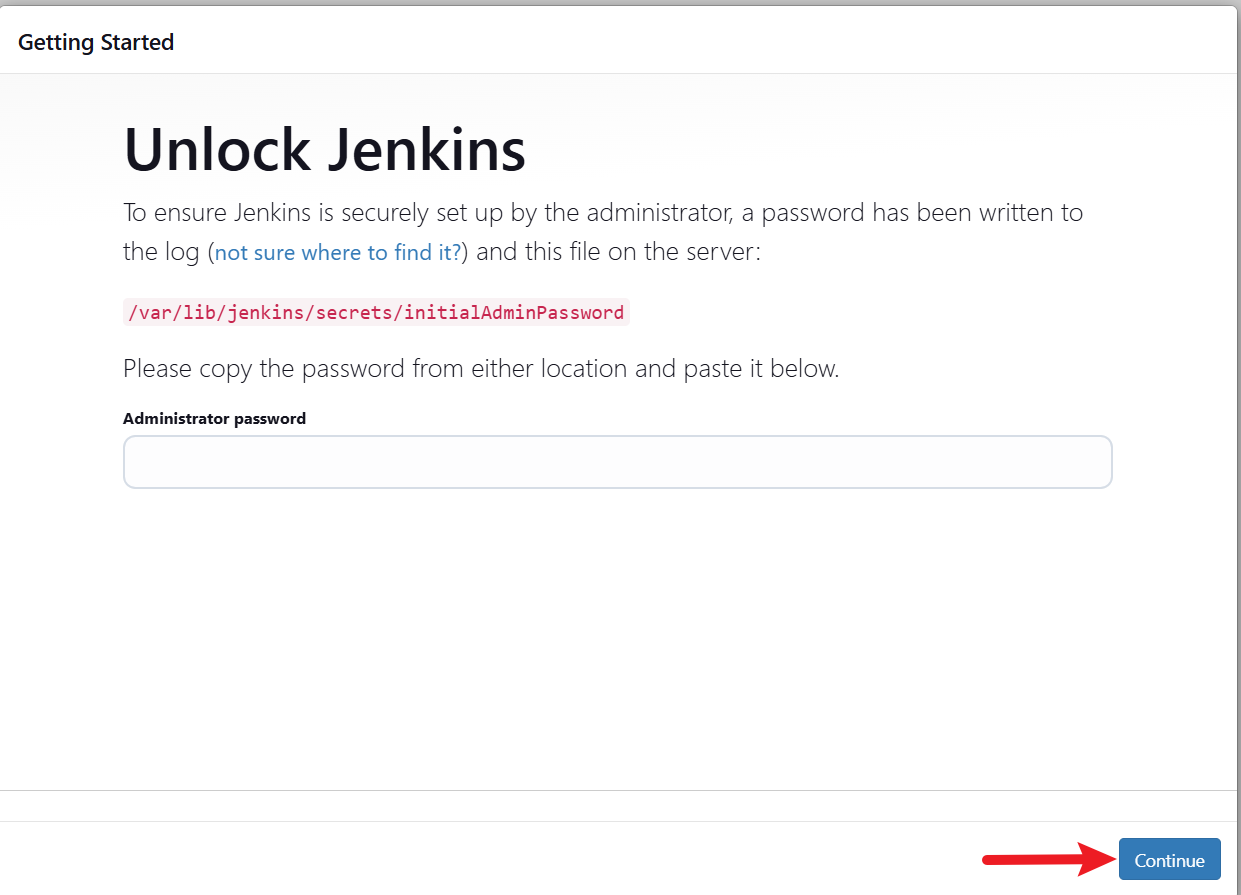 Getting Started
Unlock Jenkins
To ensure Jenkins is securely set up by the administrator, a password has been written to
the log (not sure where to find it?) and this file on the server:
/var/lib/jenkins/secrets/initialAdminPassword
Please copy the password from either location and paste it below.
Administrator password
Continue